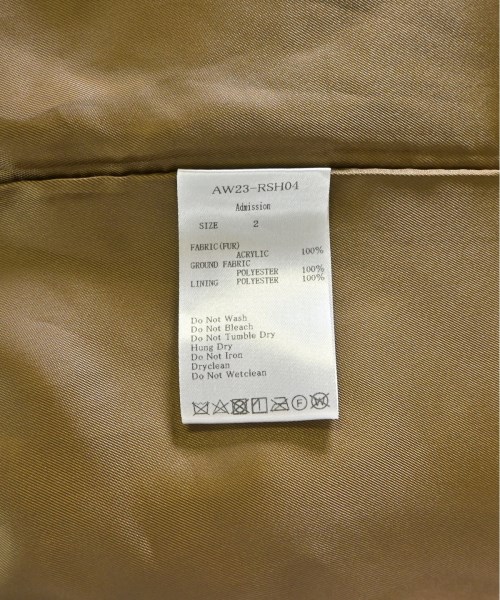 AW23-RSH04
Admission
SIZE 2
FABRIC(FUR)
ACRYLIC 100%
GROUND FABRIC
POLYESTER 100%
LINING POLYESTER 100%
Do Not Wash
Do Not Bleach
Do Not Tumble Dry
Hung Dry
Do Not Iron
Dryclean
Do Not Wetclean
F W